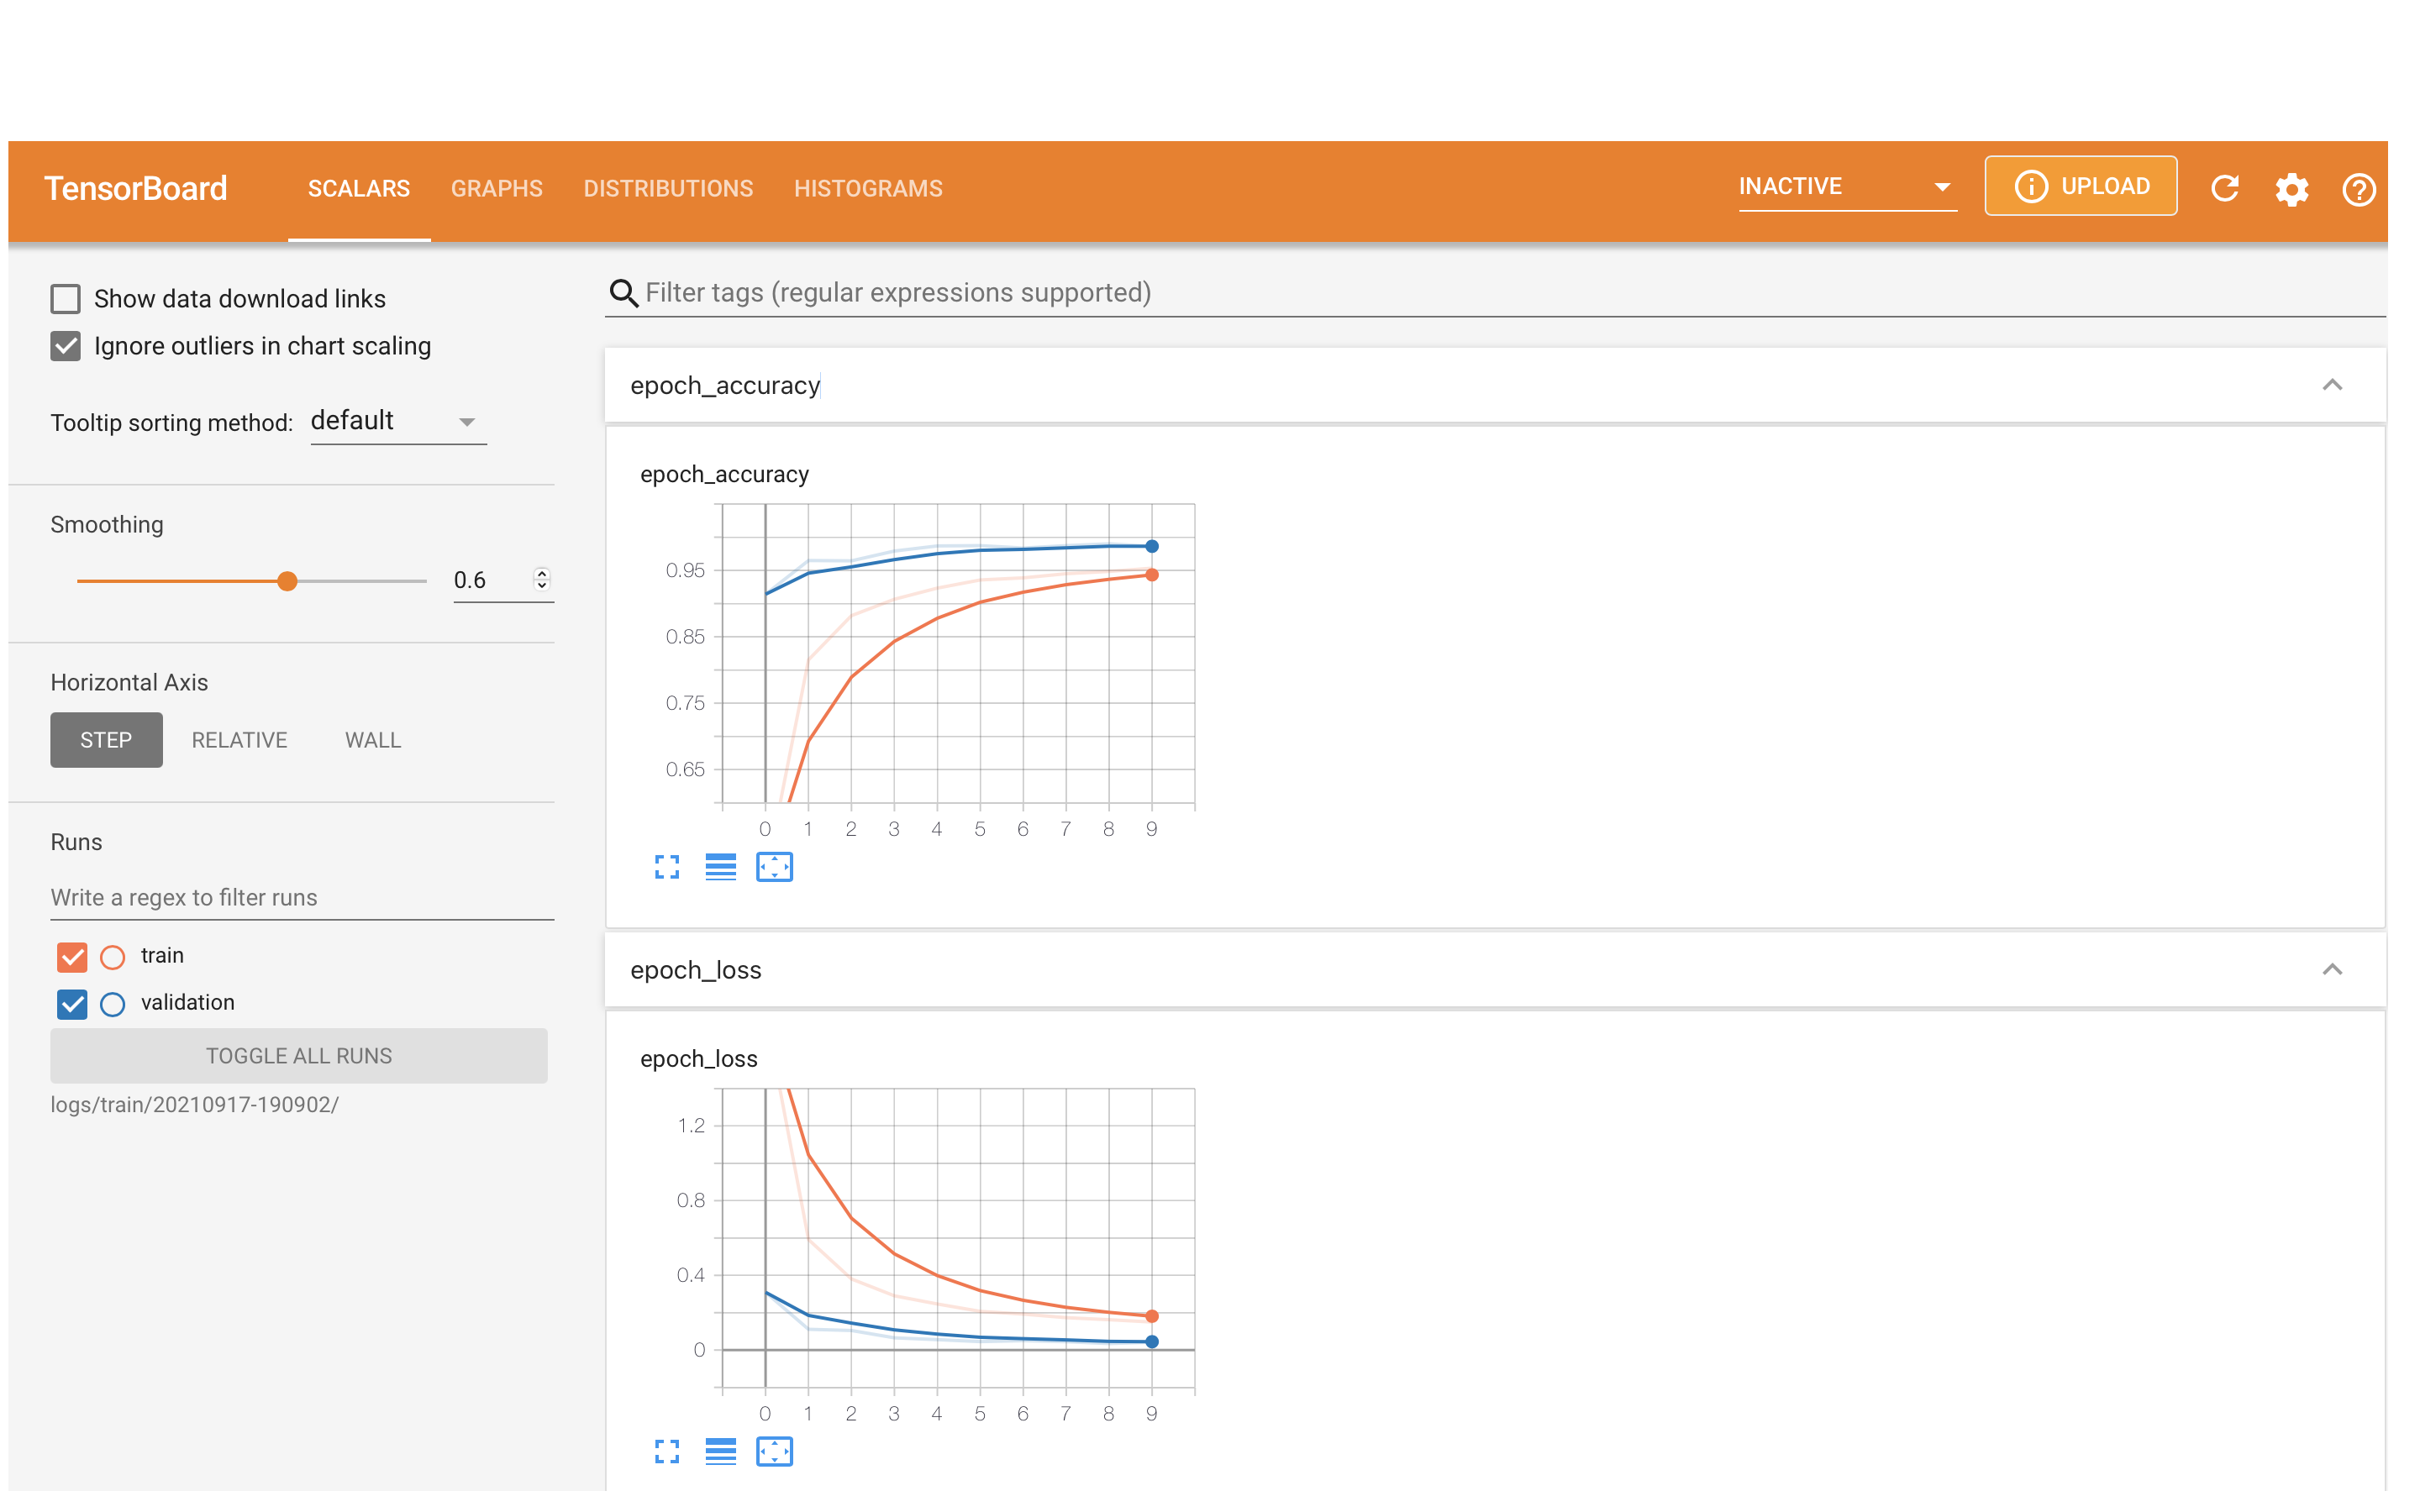 TensorBoard SCALARS GRAPHS DISTRIBUTIONS HISTOGRAMS INACTIVE UPLOAD
Show data download links
Ignore outliers in chart scaling
Tooltip sorting method: default
Smoothing
0.6
Horizontal Axis
STEP RELATIVE WALL
Runs
Write a regex to filter runs
train
validation
TOGGLE ALL RUNS
logs/train/20210917-190902/
Filter tags (regular expressions supported)
epoch_accuracy
epoch_accuracy
0.95
0.85
0.75
0.65
0 1 2 3 4 5 6 7 8 9
epoch_loss
epoch_loss
1.2
0.8
0.4
0
0 1 2 3 4 5 6 7 8 9